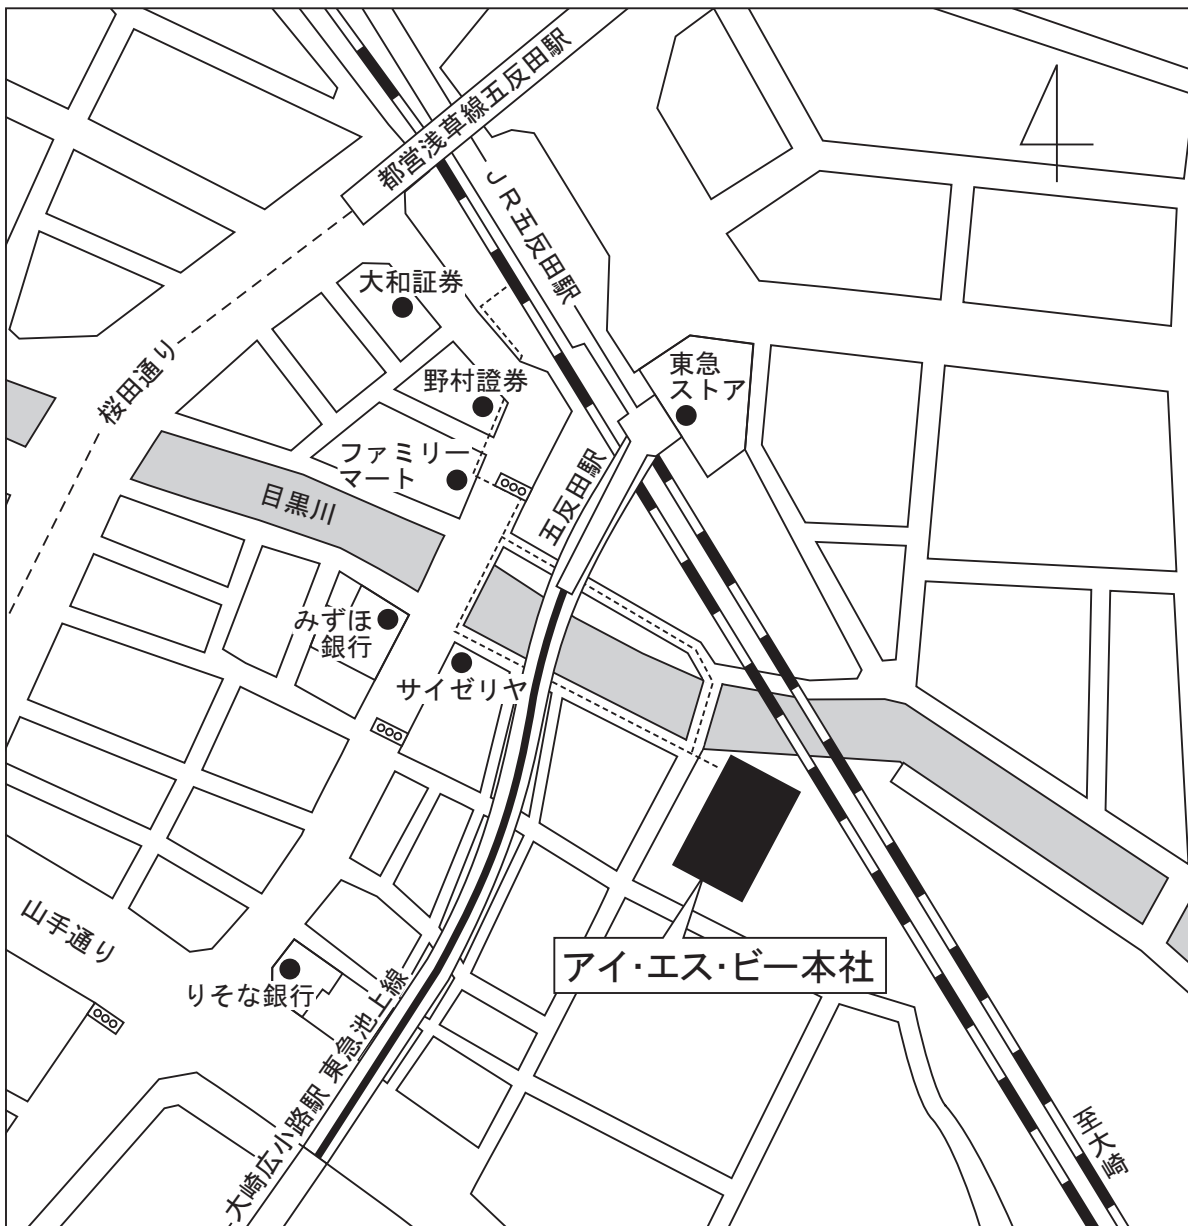 都営浅草線五反田駅
JR五反田駅
大和証券
東急
ストア
桜田通り
野村證券
ファミリー
マート
五反田駅
目黒川
みずほ
銀行
サイゼリヤ
山手通り
りそな銀行
アイ・エス・ビー本社
東急池上線
大崎広小路駅
至大崎